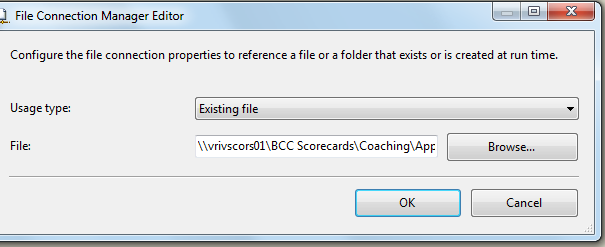 File Connection Manager Editor
Configure the file connection properties to reference a file or a folder that exists or is created at run time.
Usage type:
Existing file
File:
\\vrivscors01\BCC Scorecards\Coaching\App
Browse...
OK
Cancel